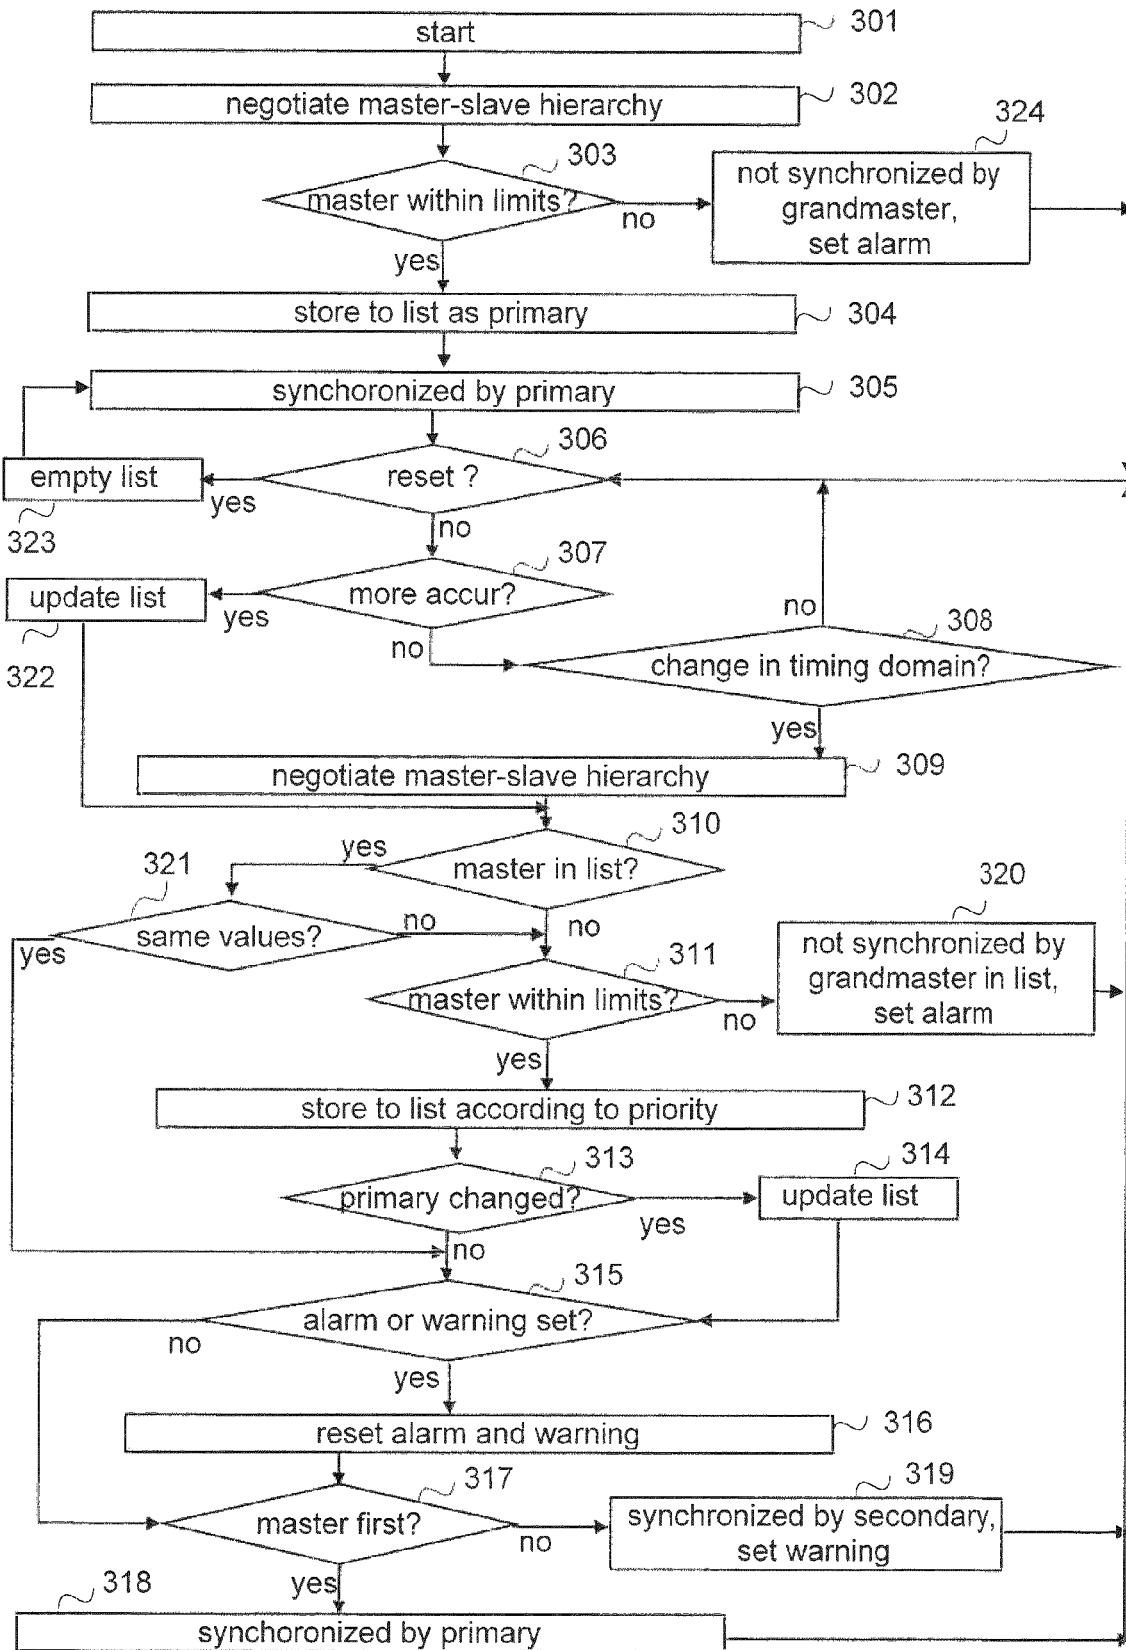 start
301
negotiate master-slave hierarchy
302
303
324
master within limits?
no
not synchronized by
grandmaster,
set alarm
yes
store to list as primary
304
synchoronized by primary
305
306
reset ?
empty list
yes
no
323
307
more accur?
update list
yes
no
322
no
308
change in timing domain?
yes
negotiate master-slave hierarchy
309
310
yes
master in list?
321
320
same values?
no
no
yes
not synchronized by
grandmaster in list,
set alarm
311
master within limits?
no
yes
store to list according to priority
312
313
314
primary changed?
yes
update list
no
315
alarm or warning set?
no
yes
reset alarm and warning
316
317
319
master first?
no
synchronized by secondary,
set warning
yes
318
synchoronized by primary